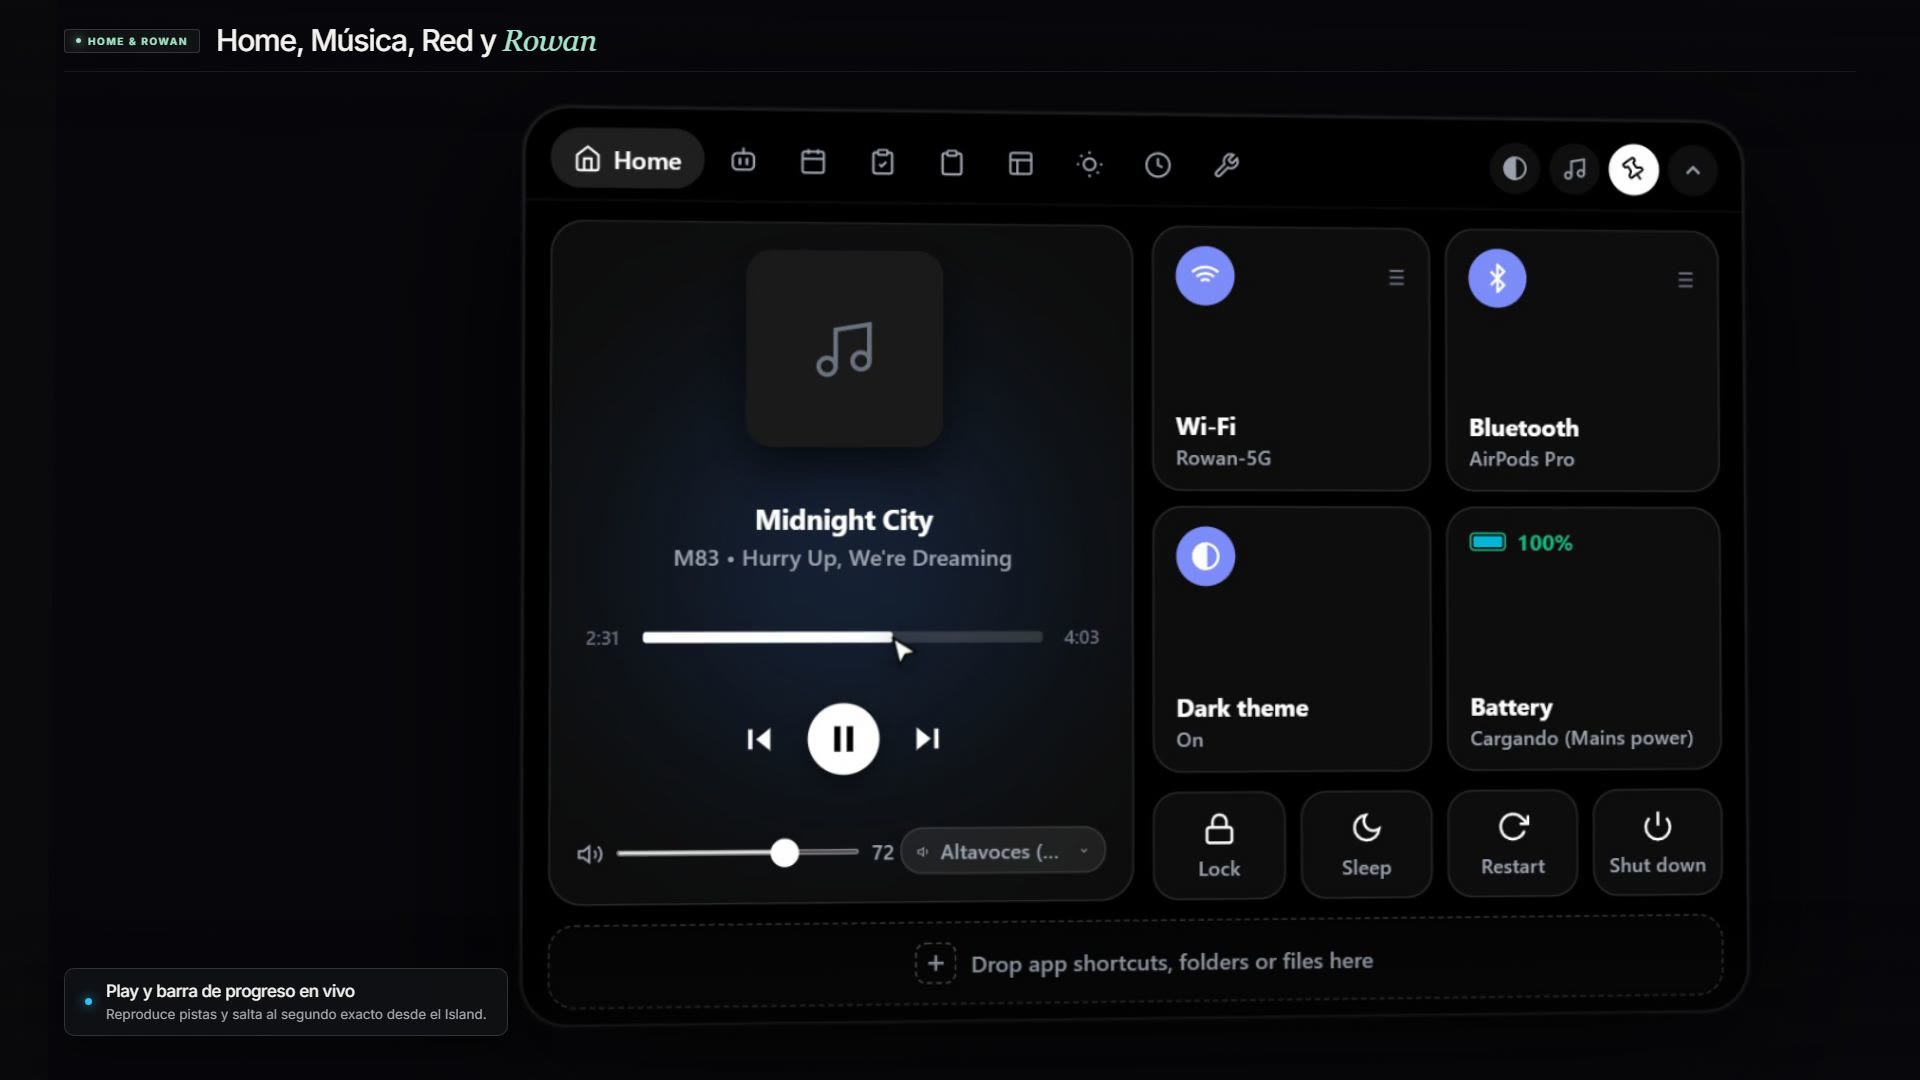 HOME & ROWAN
Home, Música, Red y Rowan
Home
Midnight City
M83 • Hurry Up, We're Dreaming
2:31
4:03
72
Altavoces (...
Wi-Fi
Rowan-5G
Bluetooth
AirPods Pro
Dark theme
On
100%
Battery
Cargando (Mains power)
Lock
Sleep
Restart
Shut down
Drop app shortcuts, folders or files here
Play y barra de progreso en vivo
Reproduce pistas y salta al segundo exacto desde el Island.